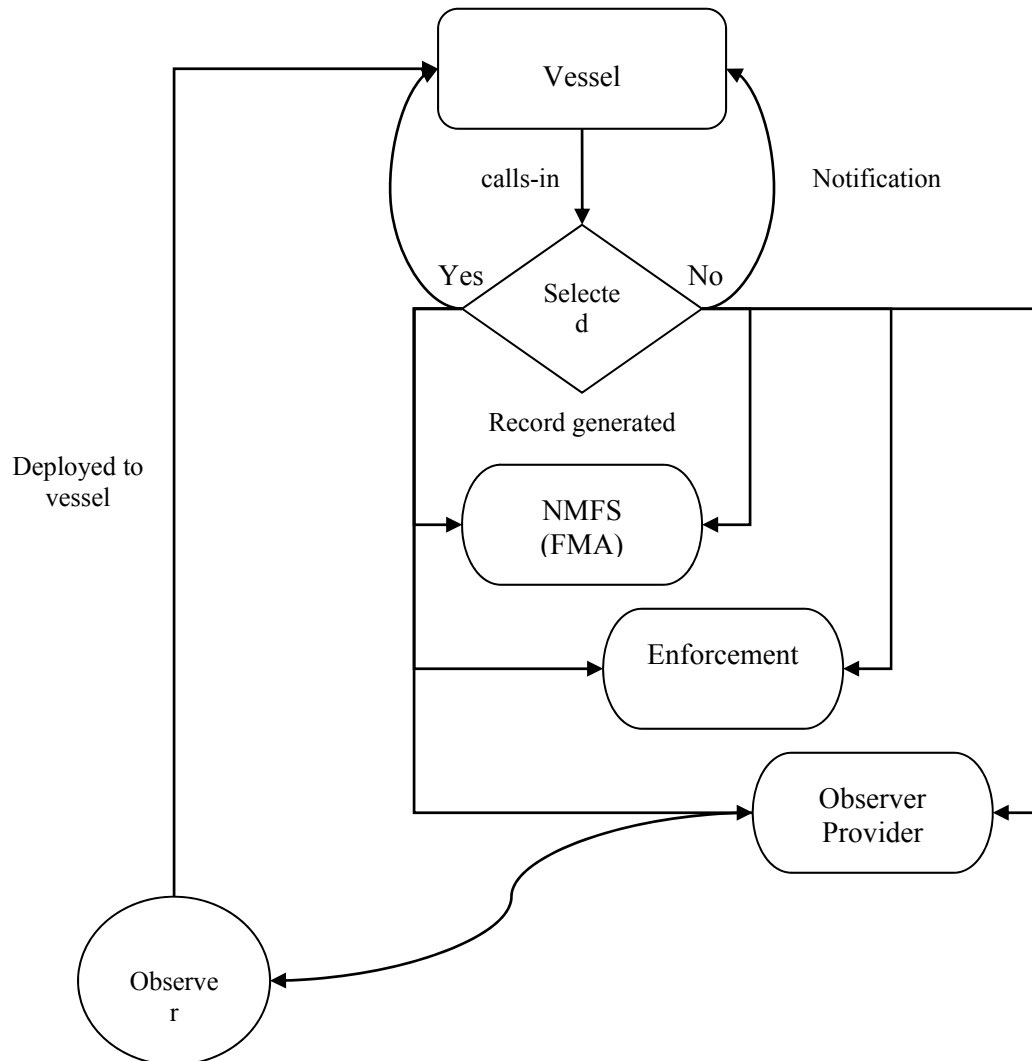 Vessel
calls-in
Notification
Yes
No
Selecte
d
Record generated
Deployed to
vessel
NMFS
(FMA)
Enforcement
Observer
Provider
Observe
r